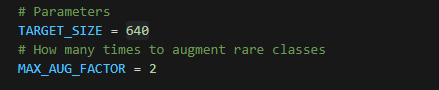 # Parameters
TARGET_SIZE = 640
# How many times to augment rare classes
MAX_AUG_FACTOR = 2